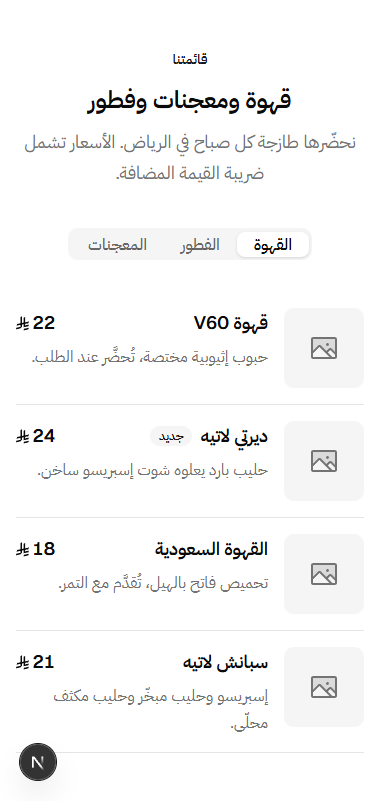 قائمتنا
قهوة ومعجنات وفطور
نحضّرها طازجة كل صباح في الرياض. الأسعار تشمل
ضريبة القيمة المضافة.
القهوة الفطور المعجنات
قهوة V60 22 ⃁
حبوب إثيوبية مختصة، تُحضَّر عند الطلب.
ديرتي لاتيه جديد 24 ⃁
حليب بارد يعلوه شوت إسبريسو ساخن.
القهوة السعودية 18 ⃁
تحميص فاتح بالهيل، تُقدَّم مع التمر.
سبانش لاتيه 21 ⃁
إسبريسو وحليب مبخّر وحليب مكثف
محلّى.
N